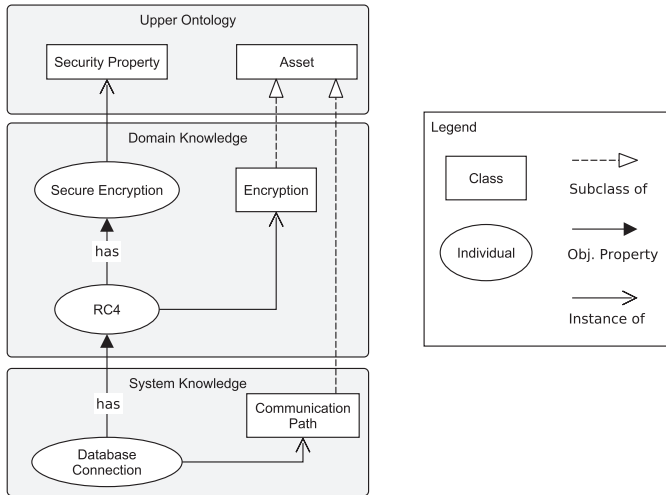 Upper Ontology
Security Property
Asset
Domain Knowledge
Secure Encryption
Encryption
has
RC4
System Knowledge
has
Communication
Path
Database
Connection
Legend
Class
Subclass of
Individual
Obj. Property
Instance of